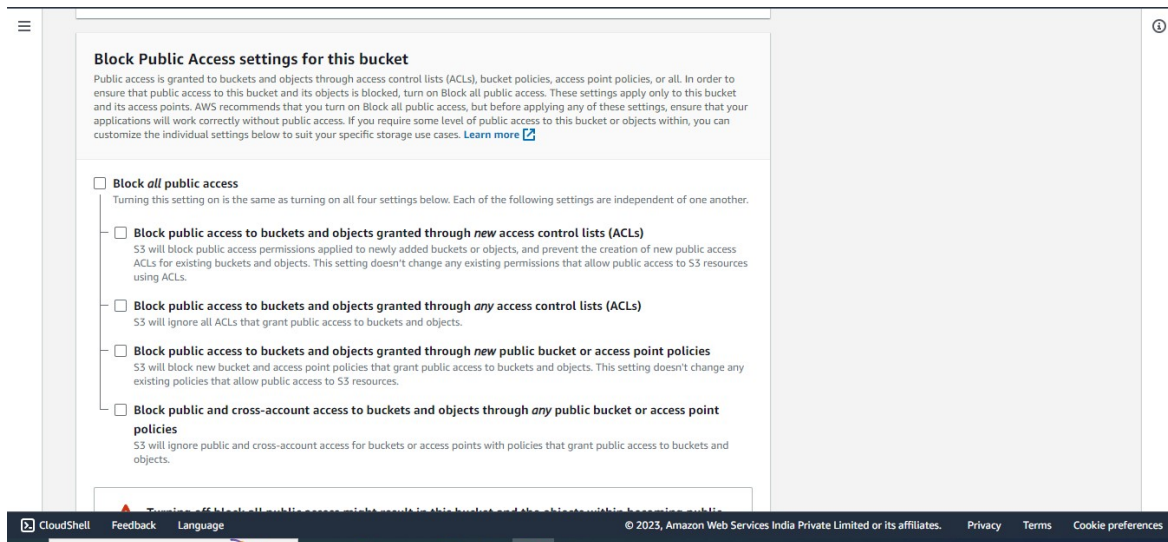 Block Public Access settings for this bucket
Public access is granted to buckets and objects through access control lists (ACLs), bucket policies, access point policies, or all. In order to
ensure that public access to this bucket and its objects is blocked, turn on Block all public access. These settings apply only to this bucket
and its access points. AWS recommends that you turn on Block all public access, but before applying any of these settings, ensure that your
applications will work correctly without public access. If you require some level of public access to this bucket or objects within, you can
customize the individual settings below to suit your specific storage use cases. Learn more
Block all public access
Turning this setting on is the same as turning on all four settings below. Each of the following settings are independent of one another.
Block public access to buckets and objects granted through new access control lists (ACLs)
S3 will block public access permissions applied to newly added buckets or objects, and prevent the creation of new public access
ACLs for existing buckets and objects. This setting doesn't change any existing permissions that allow public access to S3 resources
using ACLs.
Block public access to buckets and objects granted through any access control lists (ACLs)
S3 will ignore all ACLs that grant public access to buckets and objects.
Block public access to buckets and objects granted through new public bucket or access point policies
S3 will block new bucket and access point policies that grant public access to buckets and objects. This setting doesn't change any
existing policies that allow public access to S3 resources.
Block public and cross-account access to buckets and objects through any public bucket or access point
policies
S3 will ignore public and cross-account access for buckets or access points with policies that grant public access to buckets and
objects.
Turning off block all public access might result in this bucket and the objects within becoming public
CloudShell Feedback Language © 2023, Amazon Web Services India Private Limited or its affiliates. Privacy Terms Cookie preferences